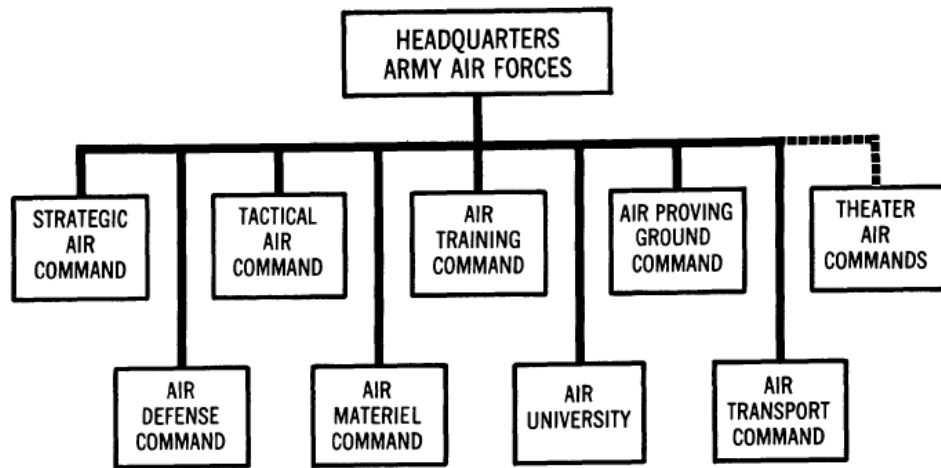 HEADQUARTERS
ARMY AIR FORCES
STRATEGIC
AIR
COMMAND
TACTICAL
AIR
COMMAND
AIR
TRAINING
COMMAND
AIR PROVING
GROUND
COMMAND
THEATER
AIR
COMMANDS
AIR
DEFENSE
COMMAND
AIR
MATERIEL
COMMAND
AIR
UNIVERSITY
AIR
TRANSPORT
COMMAND